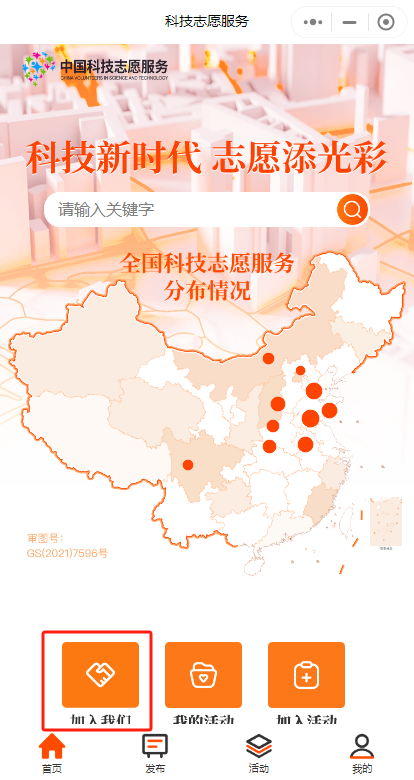 科技志愿服务
中国科技志愿服务
CHINA VOLUNTEERS IN SCIENCE AND TECHNOLOGY
科技新时代 志愿添光彩
请输入关键字
全国科技志愿服务
分布情况
审图号:
GS(2021)7596号
加入我们
我的活动
加入活动
首页
发布
活动
我的